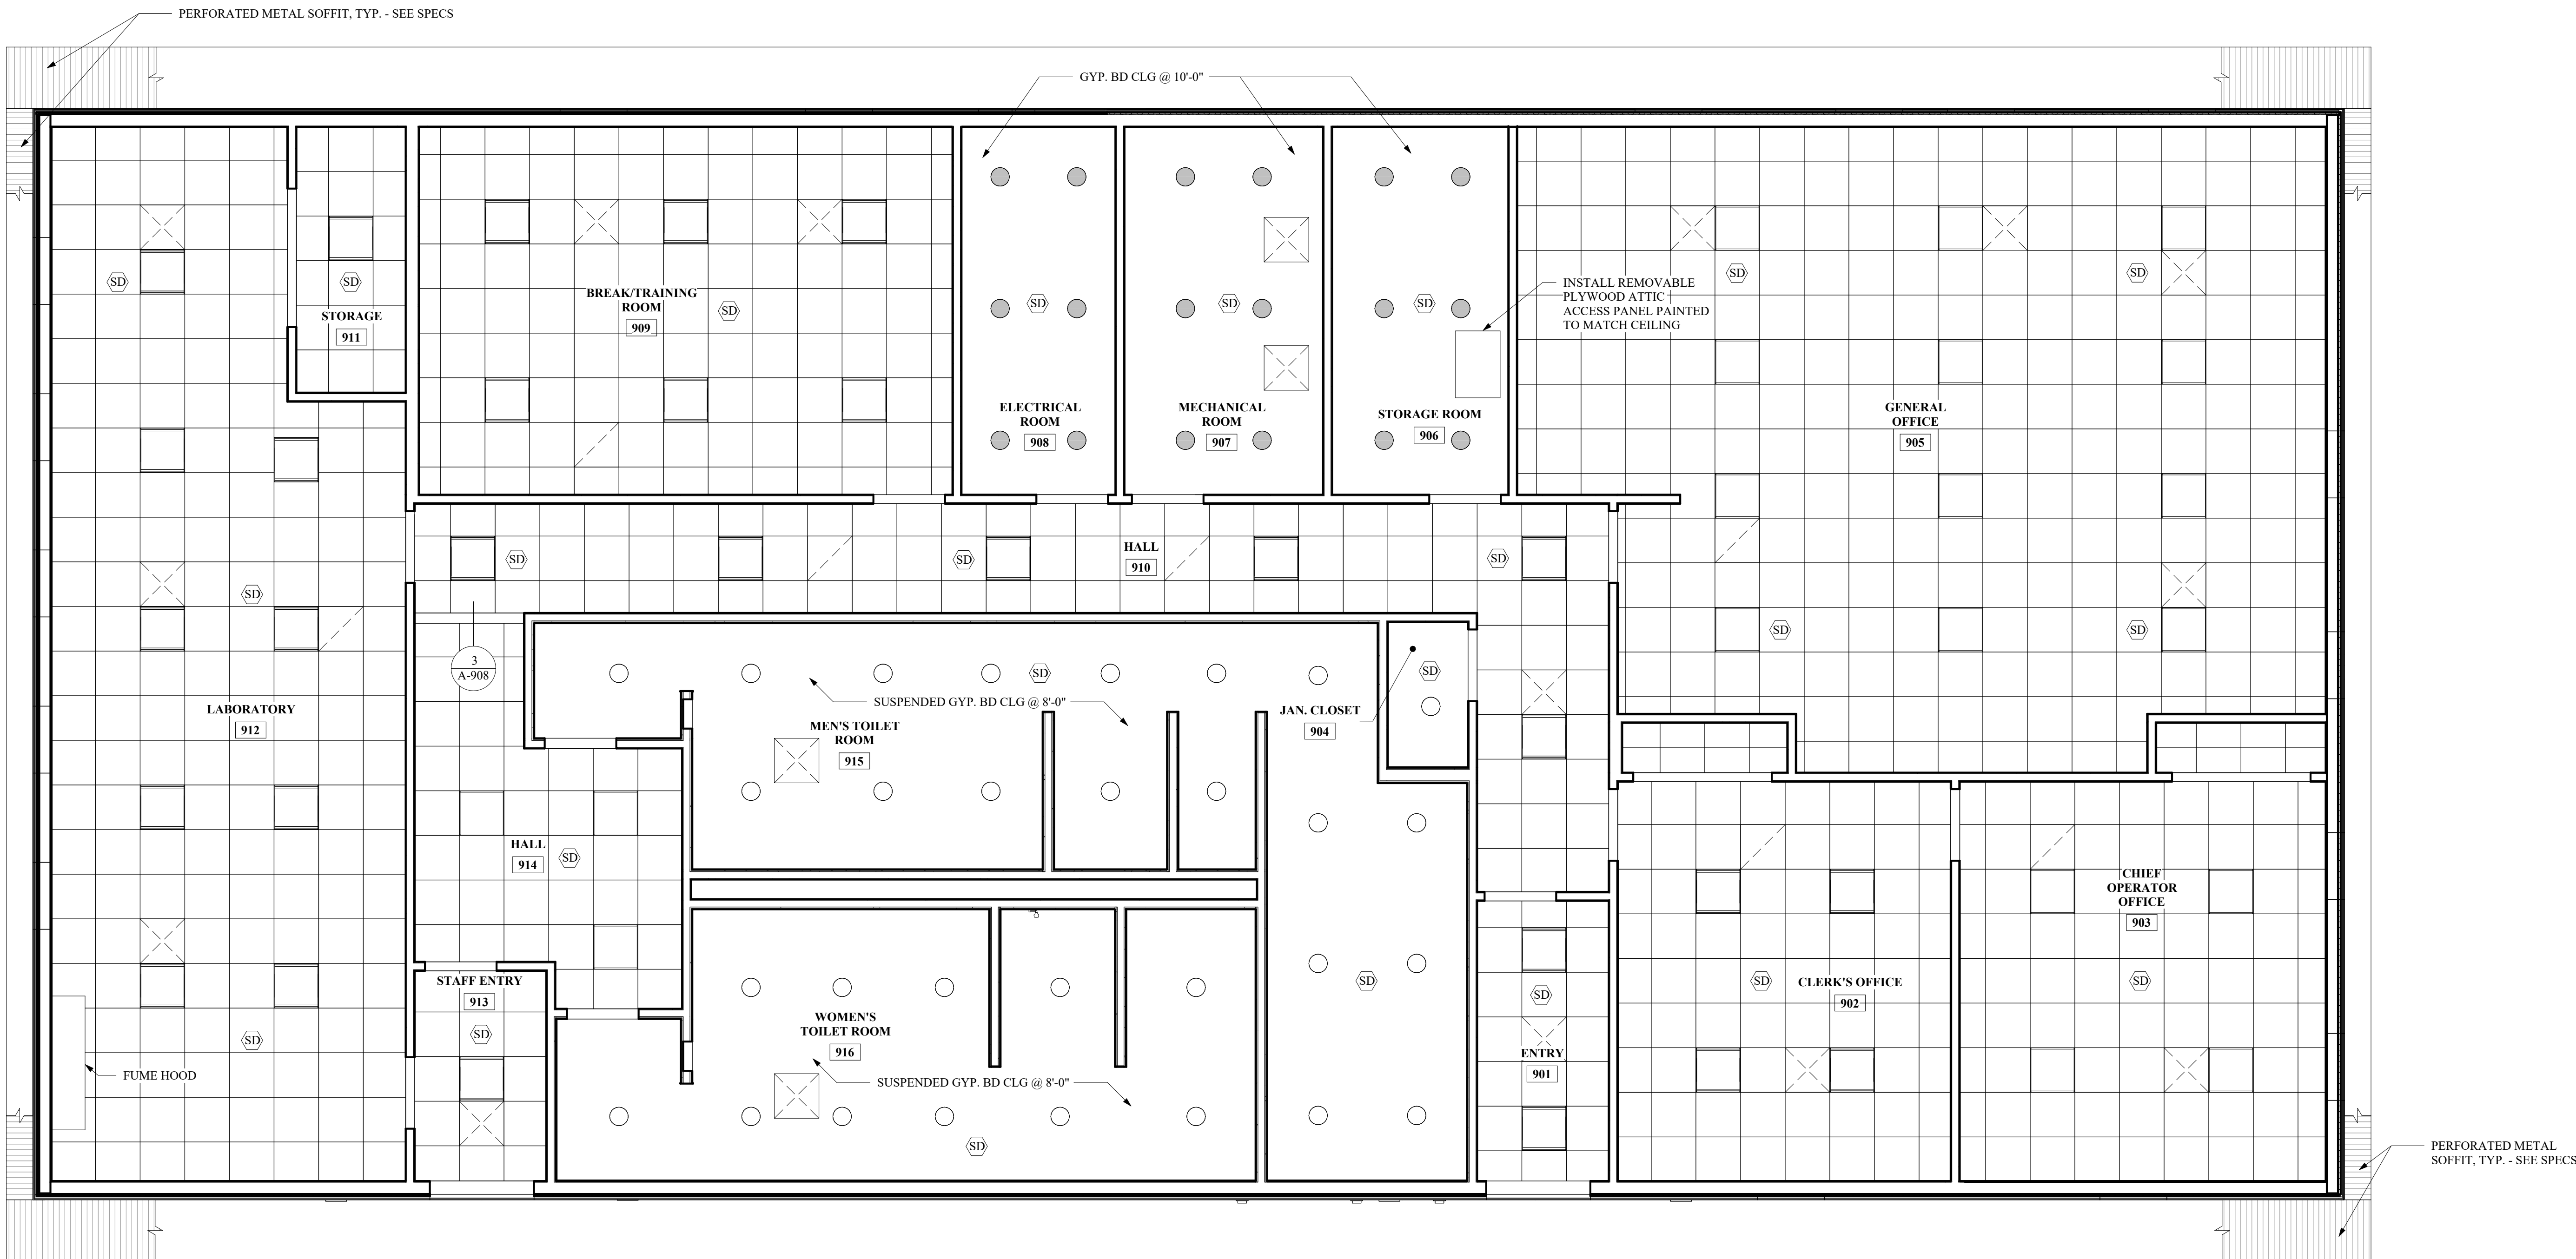 PERFORATED METAL SOFFIT, TYP. - SEE SPECS
GYP. BD CLG @ 10'-0"
SD
SD
STORAGE
911
BREAK/TRAINING
ROOM
909
SD
SD
ELECTRICAL
ROOM
908
SD
MECHANICAL
ROOM
907
SD
STORAGE ROOM
906
INSTALL REMOVABLE
PLYWOOD ATTIC
ACCESS PANEL PAINTED
TO MATCH CEILING
SD
SD
GENERAL
OFFICE
905
SD
SD
SD
SD
HALL
910
SD
SD
3
A-908
LABORATORY
912
SD
SUSPENDED GYP. BD CLG @ 8'-0"
MEN'S TOILET
ROOM
915
JAN. CLOSET
904
SD
HALL
914
SD
CHIEF
OPERATOR
OFFICE
903
SD
STAFF ENTRY
913
SD
WOMEN'S
TOILET ROOM
916
SD
SD
ENTRY
901
SD
CLERK'S OFFICE
902
SD
FUME HOOD
SUSPENDED GYP. BD CLG @ 8'-0"
SD
PERFORATED METAL
SOFFIT, TYP. - SEE SPECS